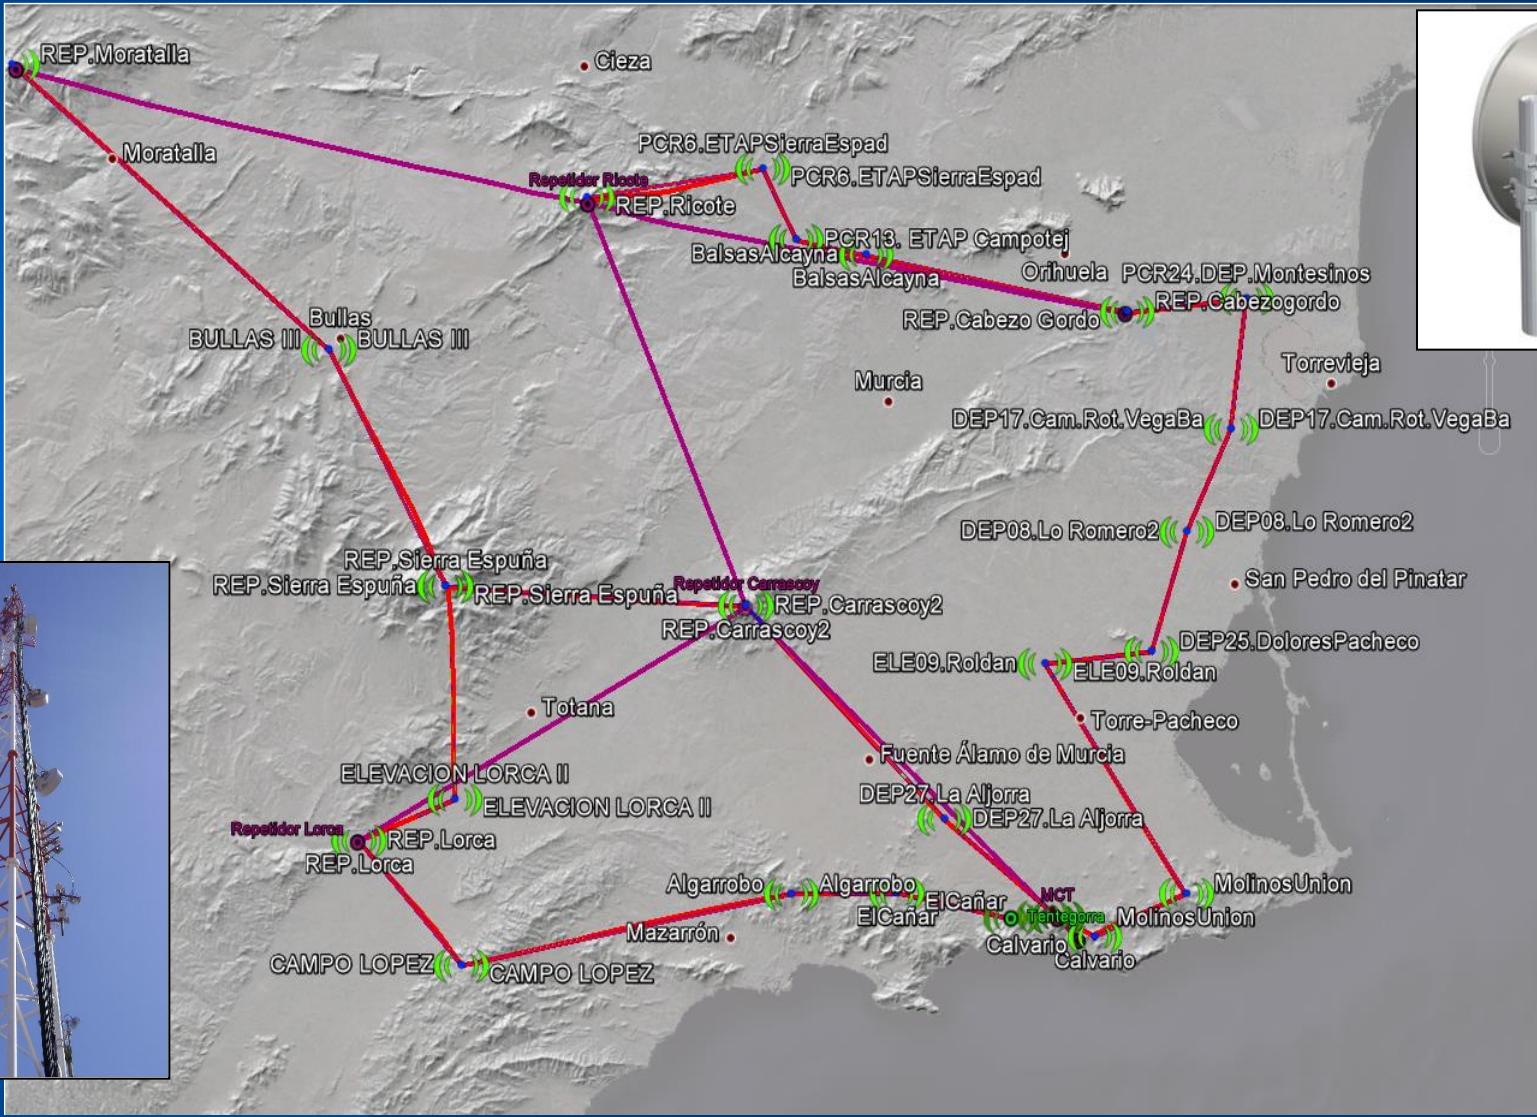 REP.Moratalla
Cieza
Moratalla
PCR6.ETAPSierraEspad
PCR6.ETAPSierraEspad
Repetidor Ricote
REP.Ricote
PCR13. ETAP Campotej
BalsasAlcayna
BalsasAlcayna
Orihuela
PCR24.DEP.Montesinos
REP.Cabezogordo
REP.Cabezo Gordo
Bullas
BULLAS III
BULLAS III
Torrevieja
Murcia
DEP17.Cam.Rot.VegaBa
DEP17.Cam.Rot.VegaBa
DEP08.Lo Romero2
DEP08.Lo Romero2
REP.Sierra Espuña
REP.Sierra Espuña
REP.Sierra Espuña
Repetidor Carrascoy
REP.Carrascoy2
REP.Carrascoy2
San Pedro del Pinatar
DEP25.DoloresPacheco
ELE09.Roldan
ELE09.Roldan
Totana
Torre-Pacheco
Fuente Álamo de Murcia
ELEVACION LORCA II
ELEVACION LORCA II
DEP27.La Aljorra
DEP27.La Aljorra
Repetidor Lorca
REP.Lorca
REP.Lorca
Algarrobo
Algarrobo
ElCañar
ElCañar
MCT
Tentegorra
MolinosUnion
MolinosUnion
Mazarrón
Calvario
Calvario
CAMPO LOPEZ
CAMPO LOPEZ